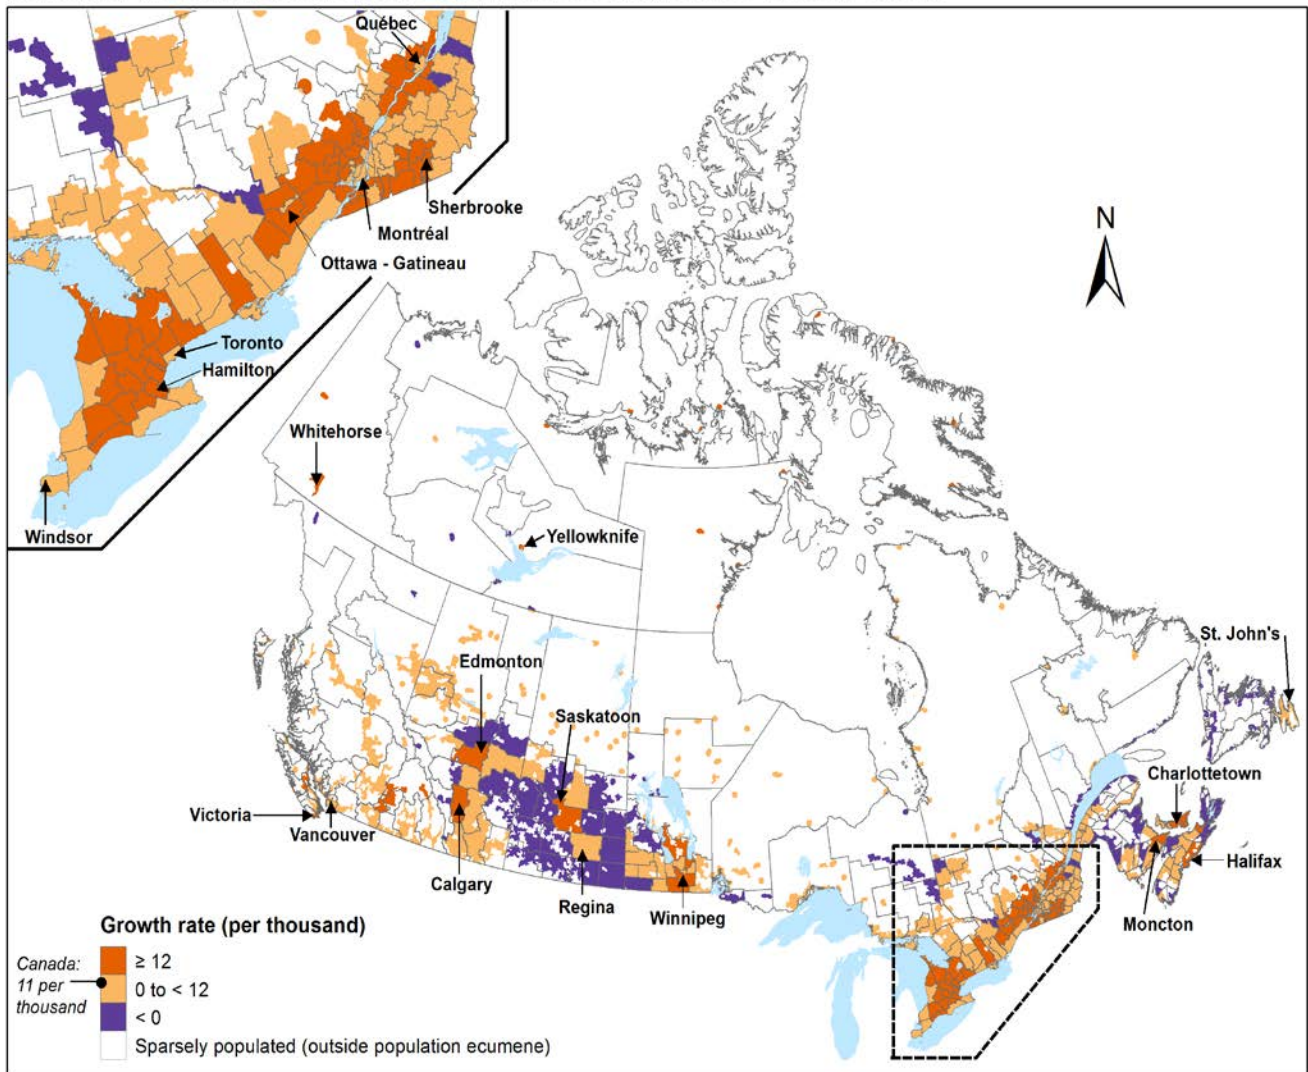 Québec
Sherbrooke
Montréal
Ottawa - Gatineau
Toronto
Hamilton
Windsor
N
Whitehorse
Yellowknife
Edmonton
Saskatoon
St. John's
Charlottetown
Victoria
Vancouver
Calgary
Regina
Winnipeg
Halifax
Moncton
Growth rate (per thousand)
Canada:
11 per
thousand
≥ 12
0 to < 12
< 0
Sparsely populated (outside population ecumene)